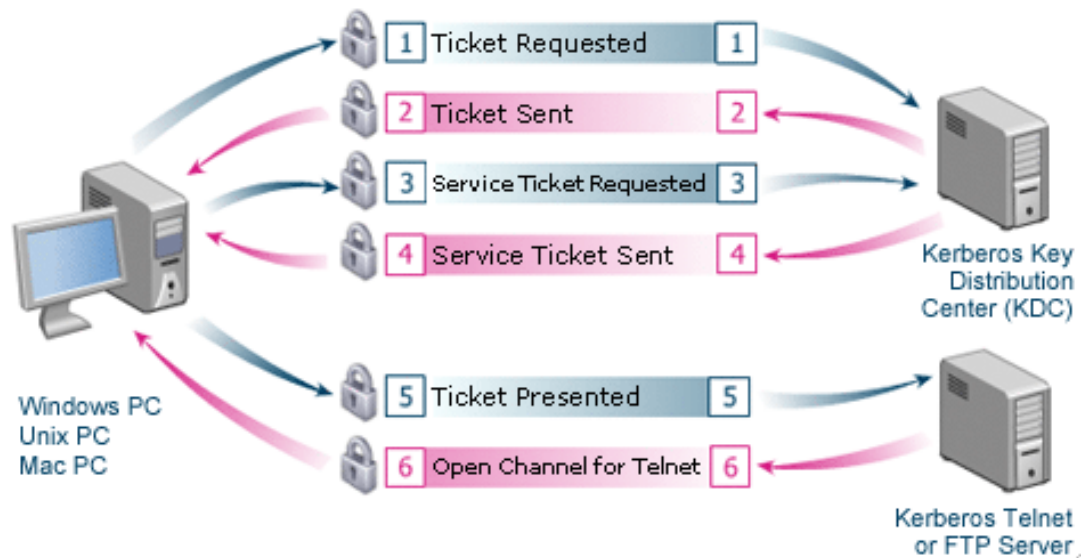 1 Ticket Requested 1
2 Ticket Sent 2
3 Service Ticket Requested 3
4 Service Ticket Sent 4
Kerberos Key
Distribution
Center (KDC)
5 Ticket Presented 5
6 Open Channel for Telnet 6
Windows PC
Unix PC
Mac PC
Kerberos Telnet
or FTP Server